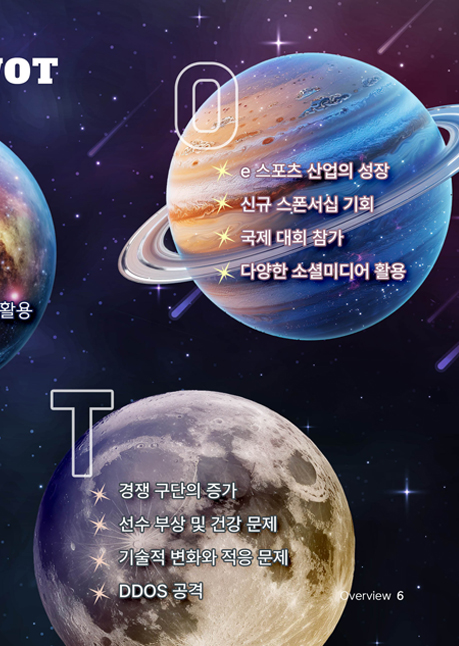 WOT
O
e 스포츠 산업의 성장
신규 스폰서십 기회
국제 대회 참가
다양한 소셜미디어 활용
활용
T
경쟁 구단의 증가
선수 부상 및 건강 문제
기술적 변화와 적응 문제
DDOS 공격
Overview 6